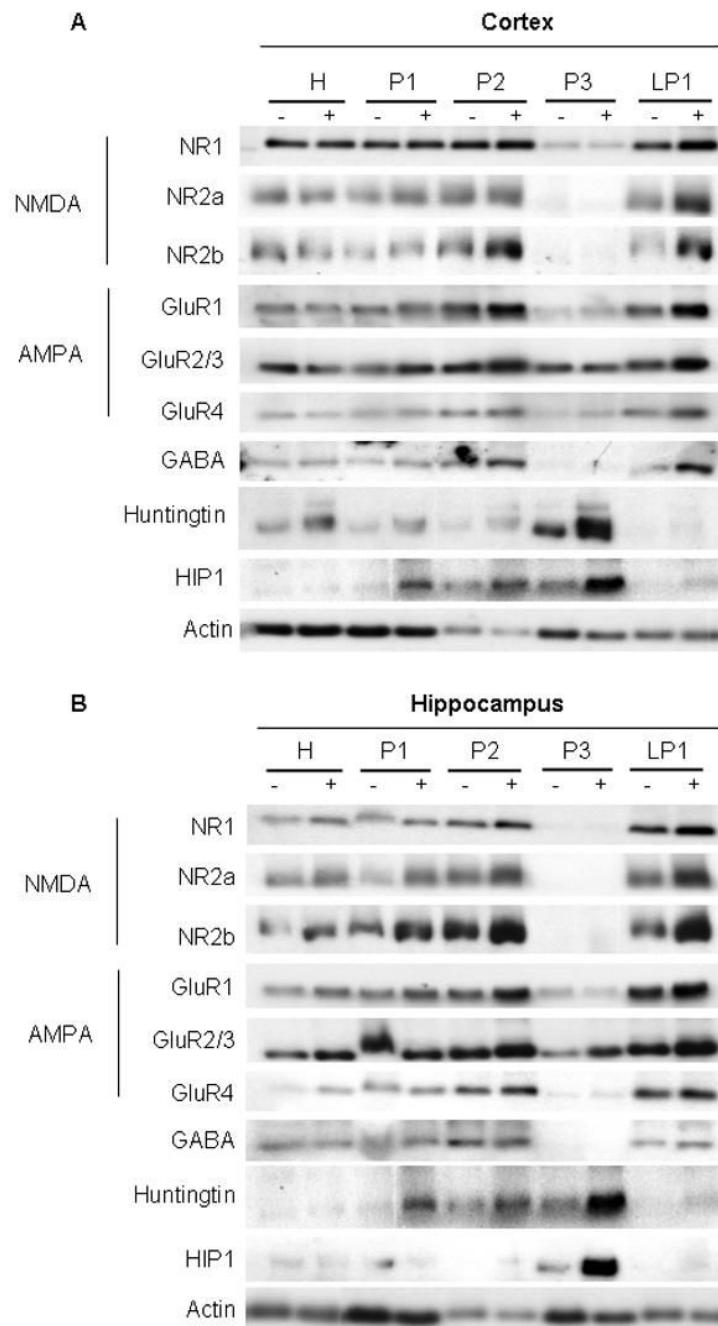 A Cortex
H P1 P2 P3 LP1
- + - + - + - + - +
NR1
NMDA NR2a
NR2b
GluR1
AMPA GluR2/3
GluR4
GABA
Huntingtin
HIP1
Actin
B Hippocampus
H P1 P2 P3 LP1
- + - + - + - + - +
NR1
NMDA NR2a
NR2b
GluR1
AMPA GluR2/3
GluR4
GABA
Huntingtin
HIP1
Actin